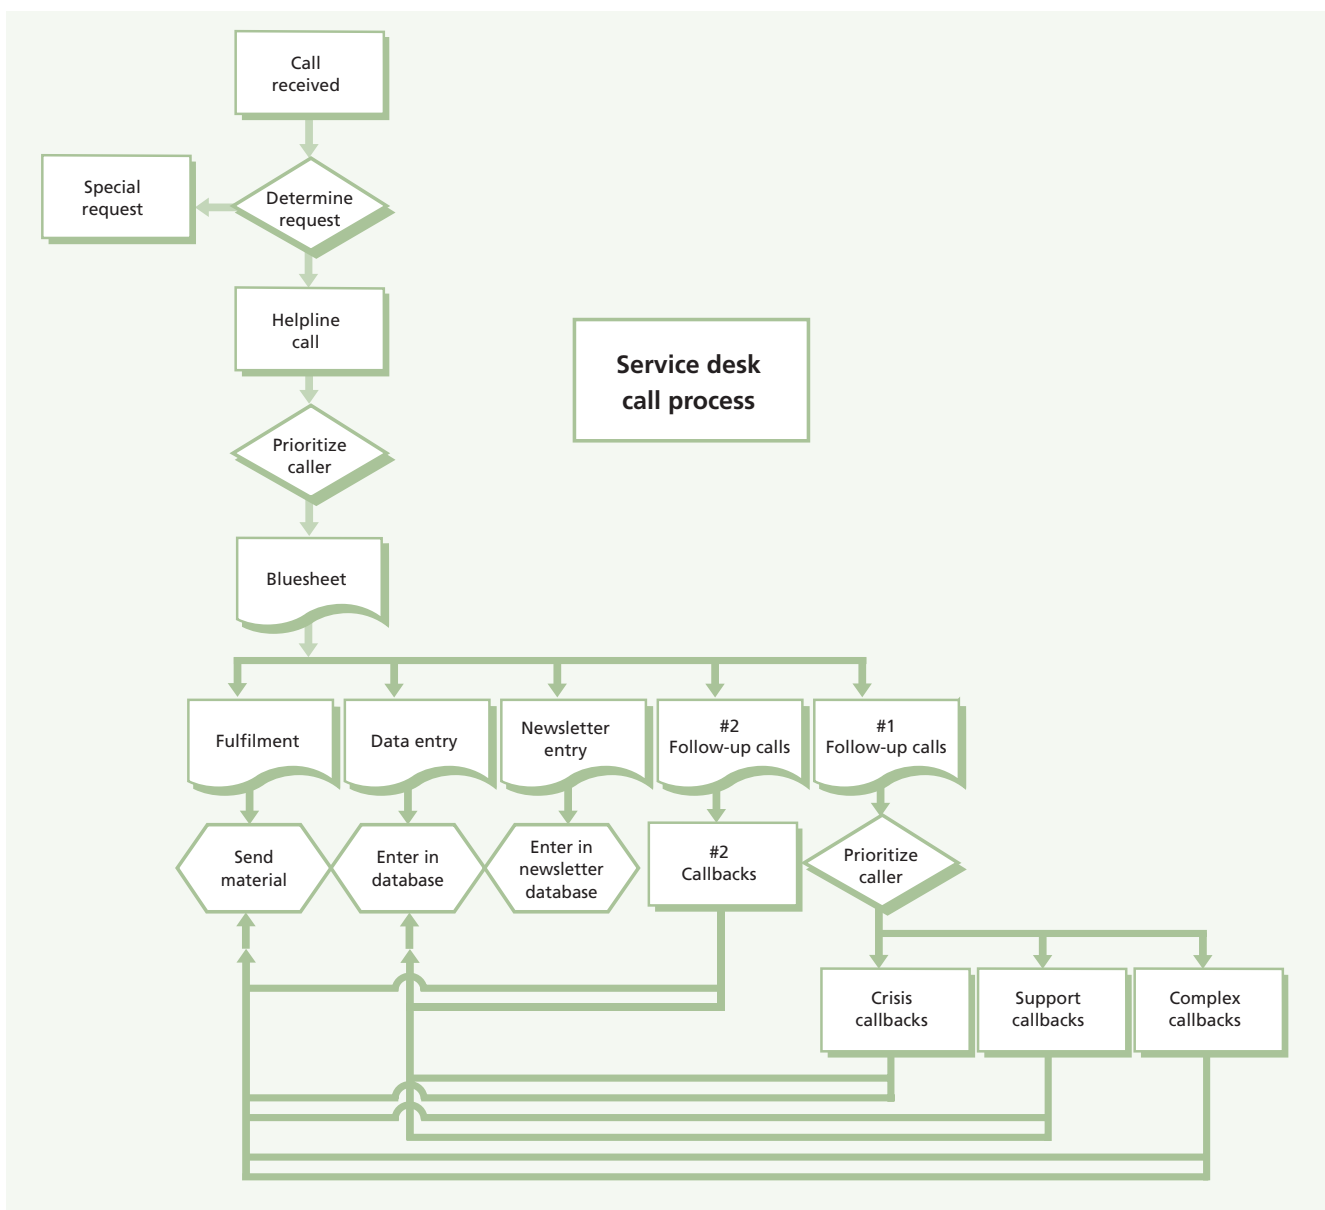 Call
received
Special
request
Determine
request
Helpline
call
Service desk
call process
Prioritize
caller
Bluesheet
Fulfilment
Data entry
Newsletter
entry
#2
Follow-up calls
#1
Follow-up calls
Send
material
Enter in
database
Enter in
newsletter
database
#2
Callbacks
Prioritize
caller
Crisis
callbacks
Support
callbacks
Complex
callbacks